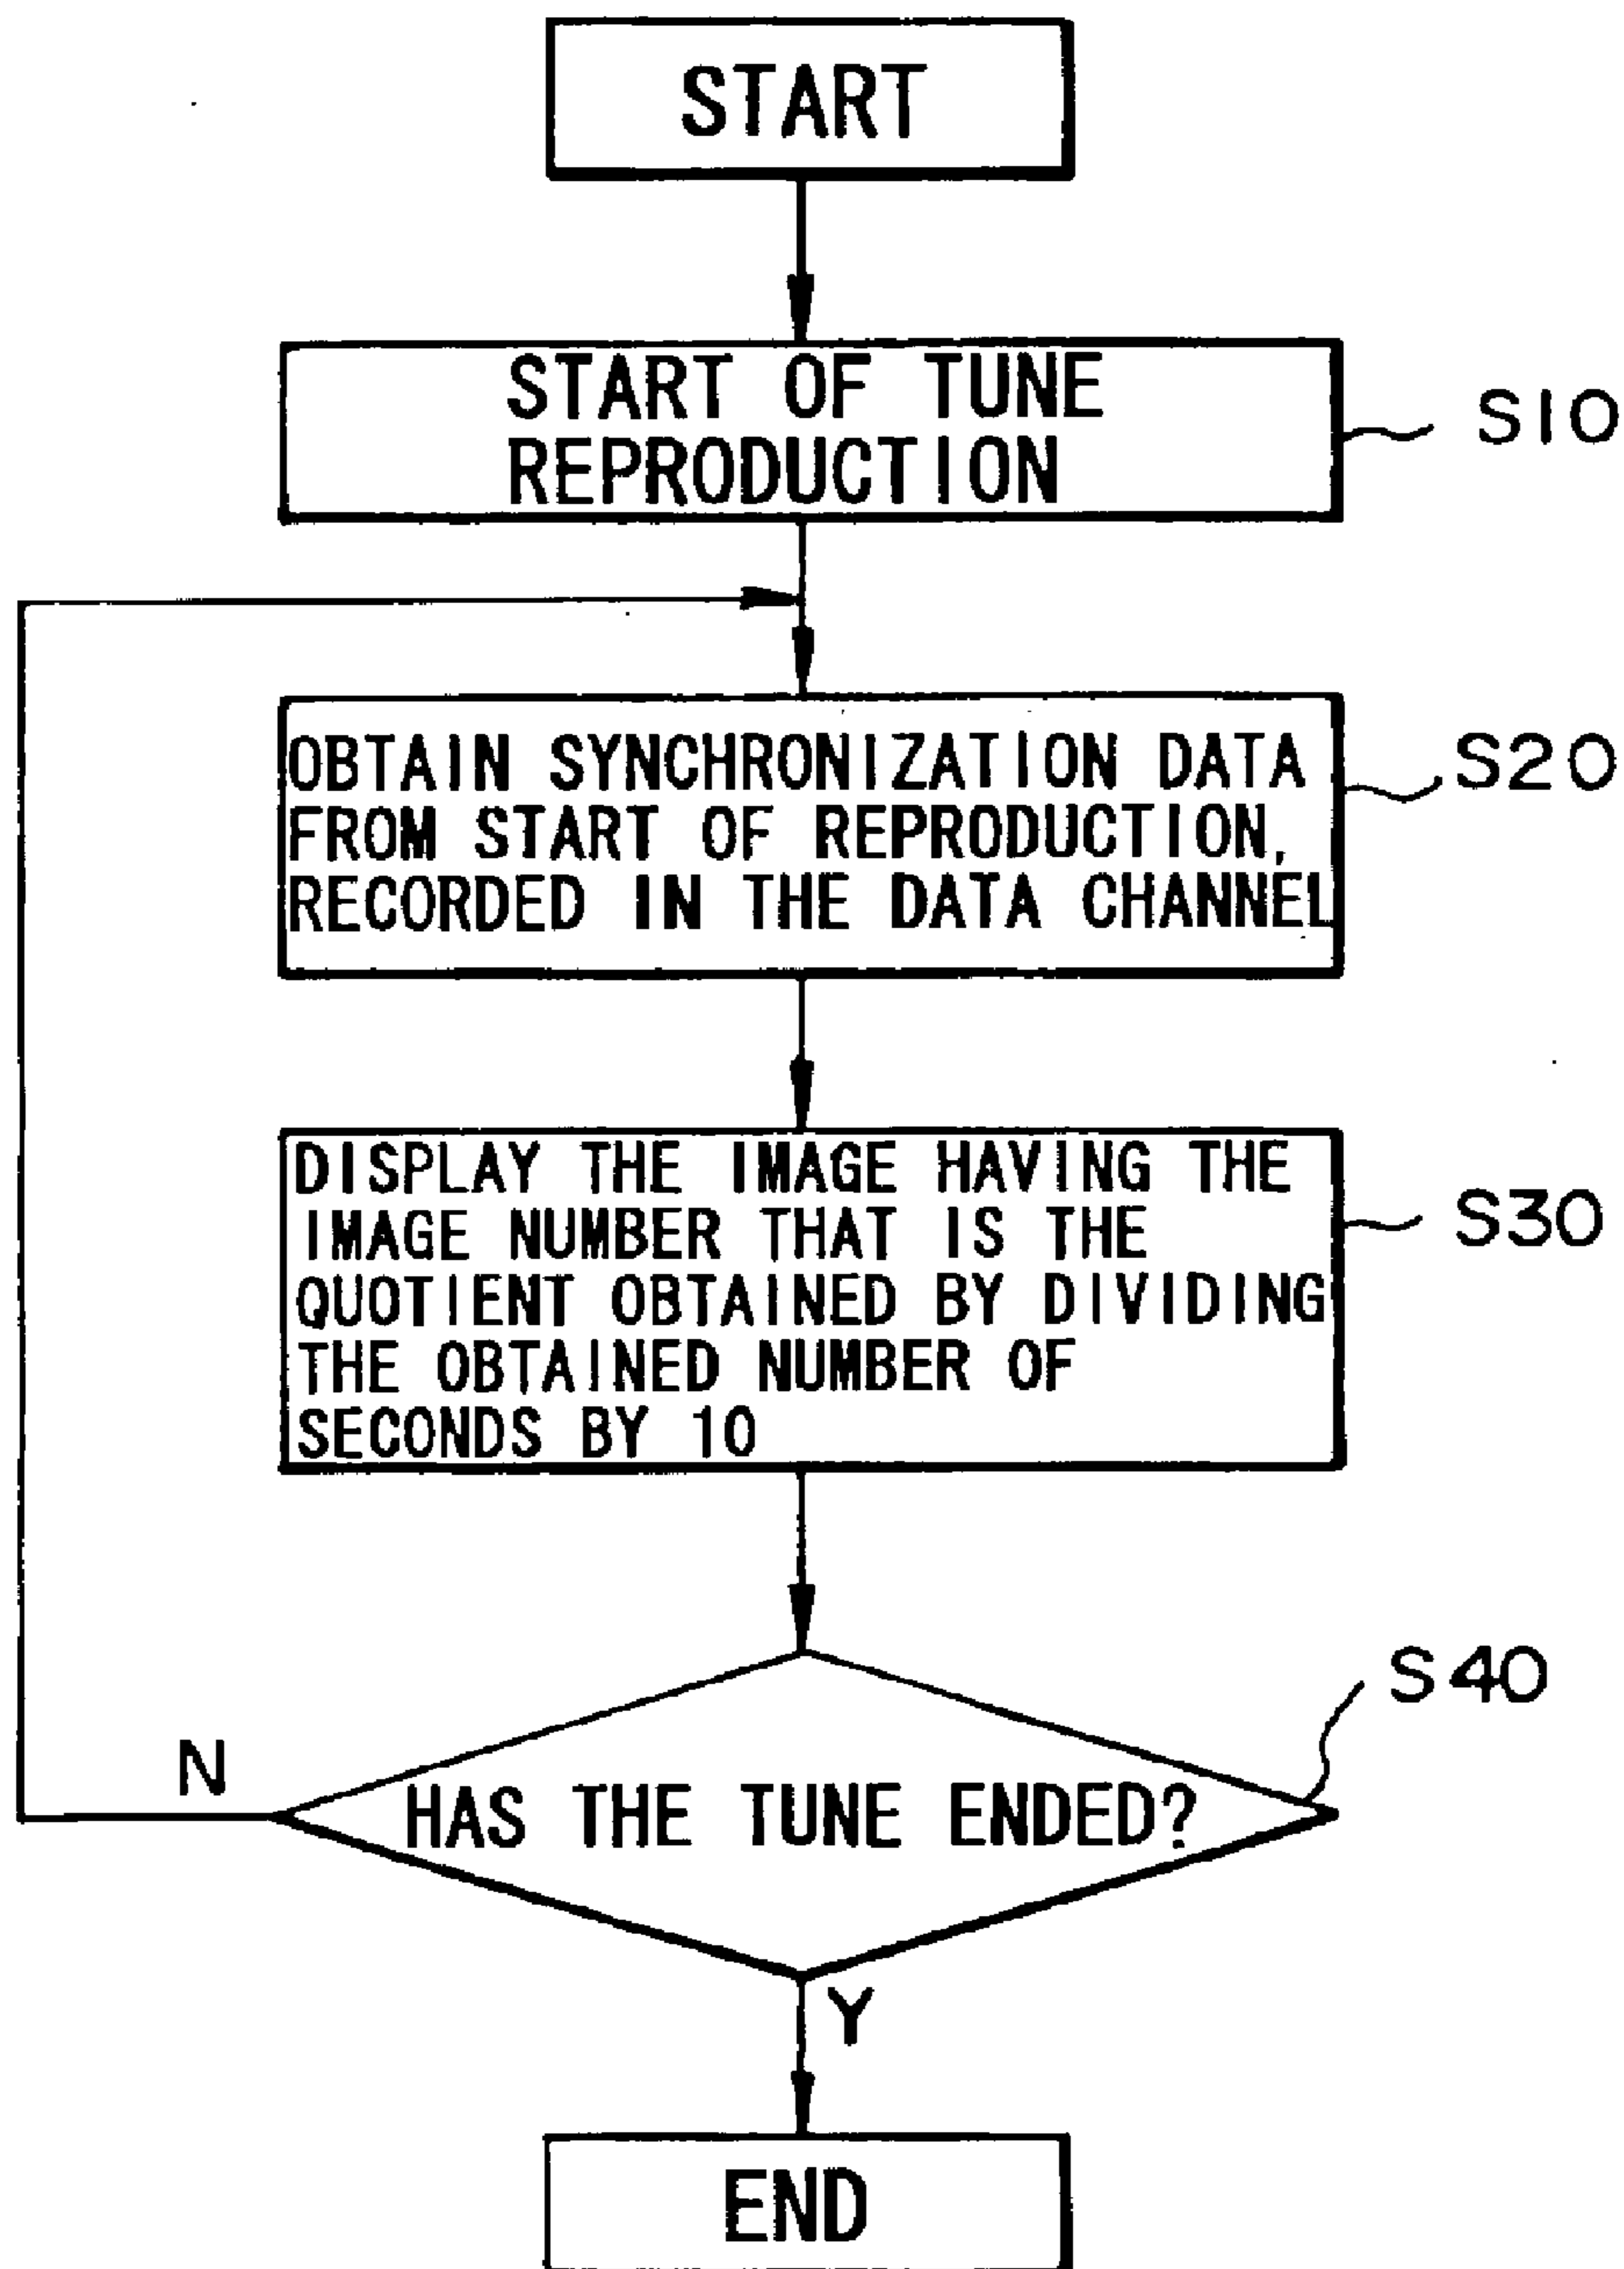 START
START OF TUNE
REPRODUCTION
S10
OBTAIN SYNCHRONIZATION DATA
FROM START OF REPRODUCTION,
RECORDED IN THE DATA CHANNEL
S20
DISPLAY THE IMAGE HAVING THE
IMAGE NUMBER THAT IS THE
QUOTIENT OBTAINED BY DIVIDING
THE OBTAINED NUMBER OF
SECONDS BY 10
S30
S40
N
HAS THE TUNE ENDED?
Y
END